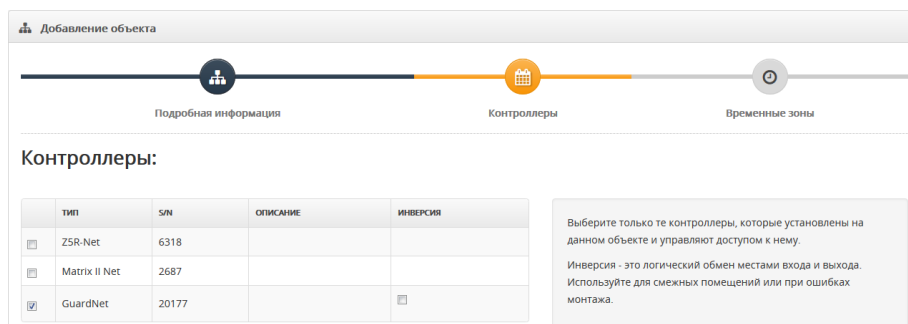 Добавление объекта
Подробная информация
Контроллеры
Временные зоны
Контроллеры:
ТИП S/N ОПИСАНИЕ ИНВЕРСИЯ
Z5R-Net 6318
Matrix II Net 2687
GuardNet 20177
Выберите только те контроллеры, которые установлены на
данном объекте и управляют доступом к нему.
Инверсия - это логический обмен местами входа и выхода.
Используйте для смежных помещений или при ошибках
монтажа.